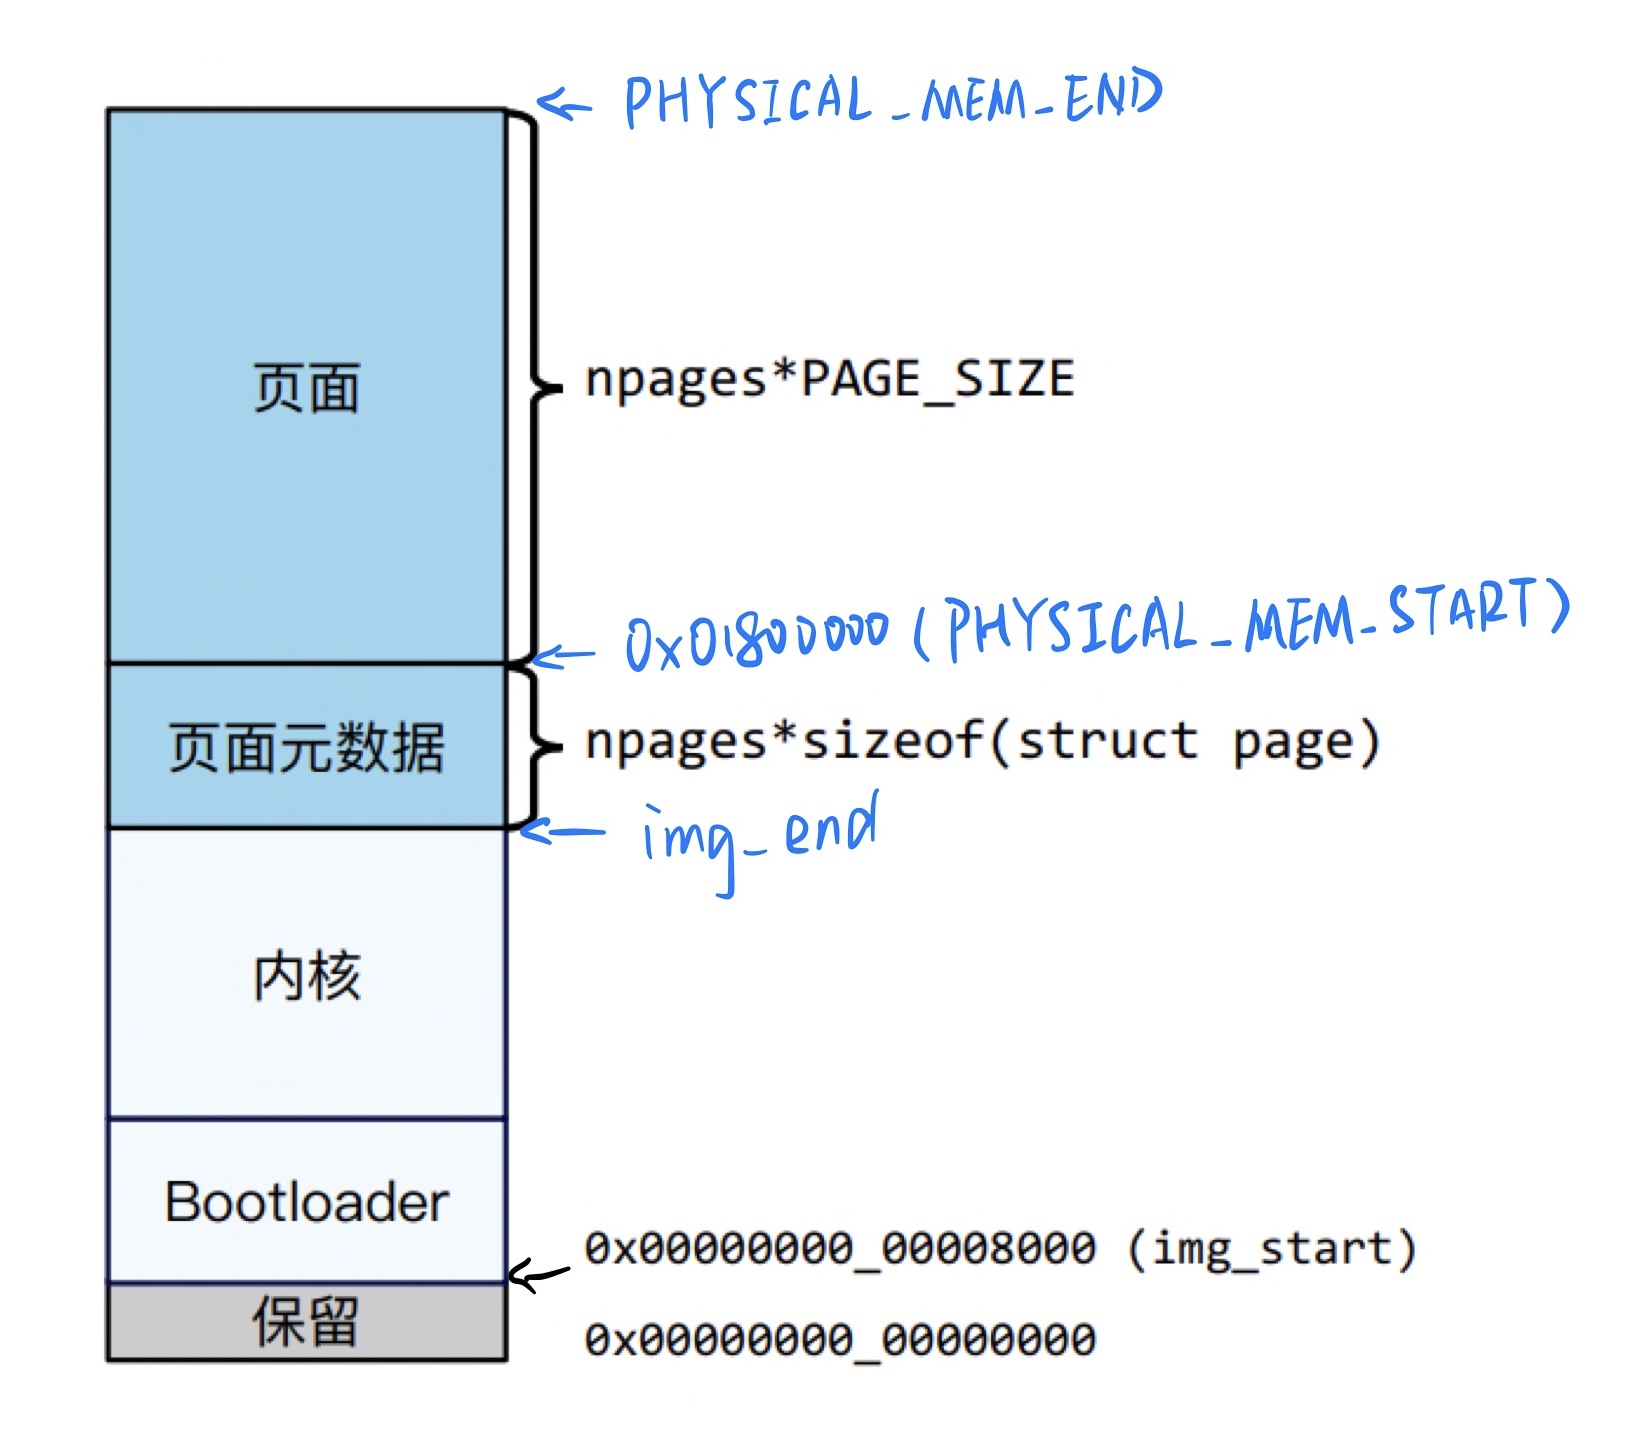 PHYSICAL_MEM_END
页面
npages*PAGE_SIZE
0x01800000 (PHYSICAL_MEM_START)
页面元数据
npages*sizeof(struct page)
img_end
内核
Bootloader
0x00000000_00008000 (img_start)
保留
0x00000000_00000000